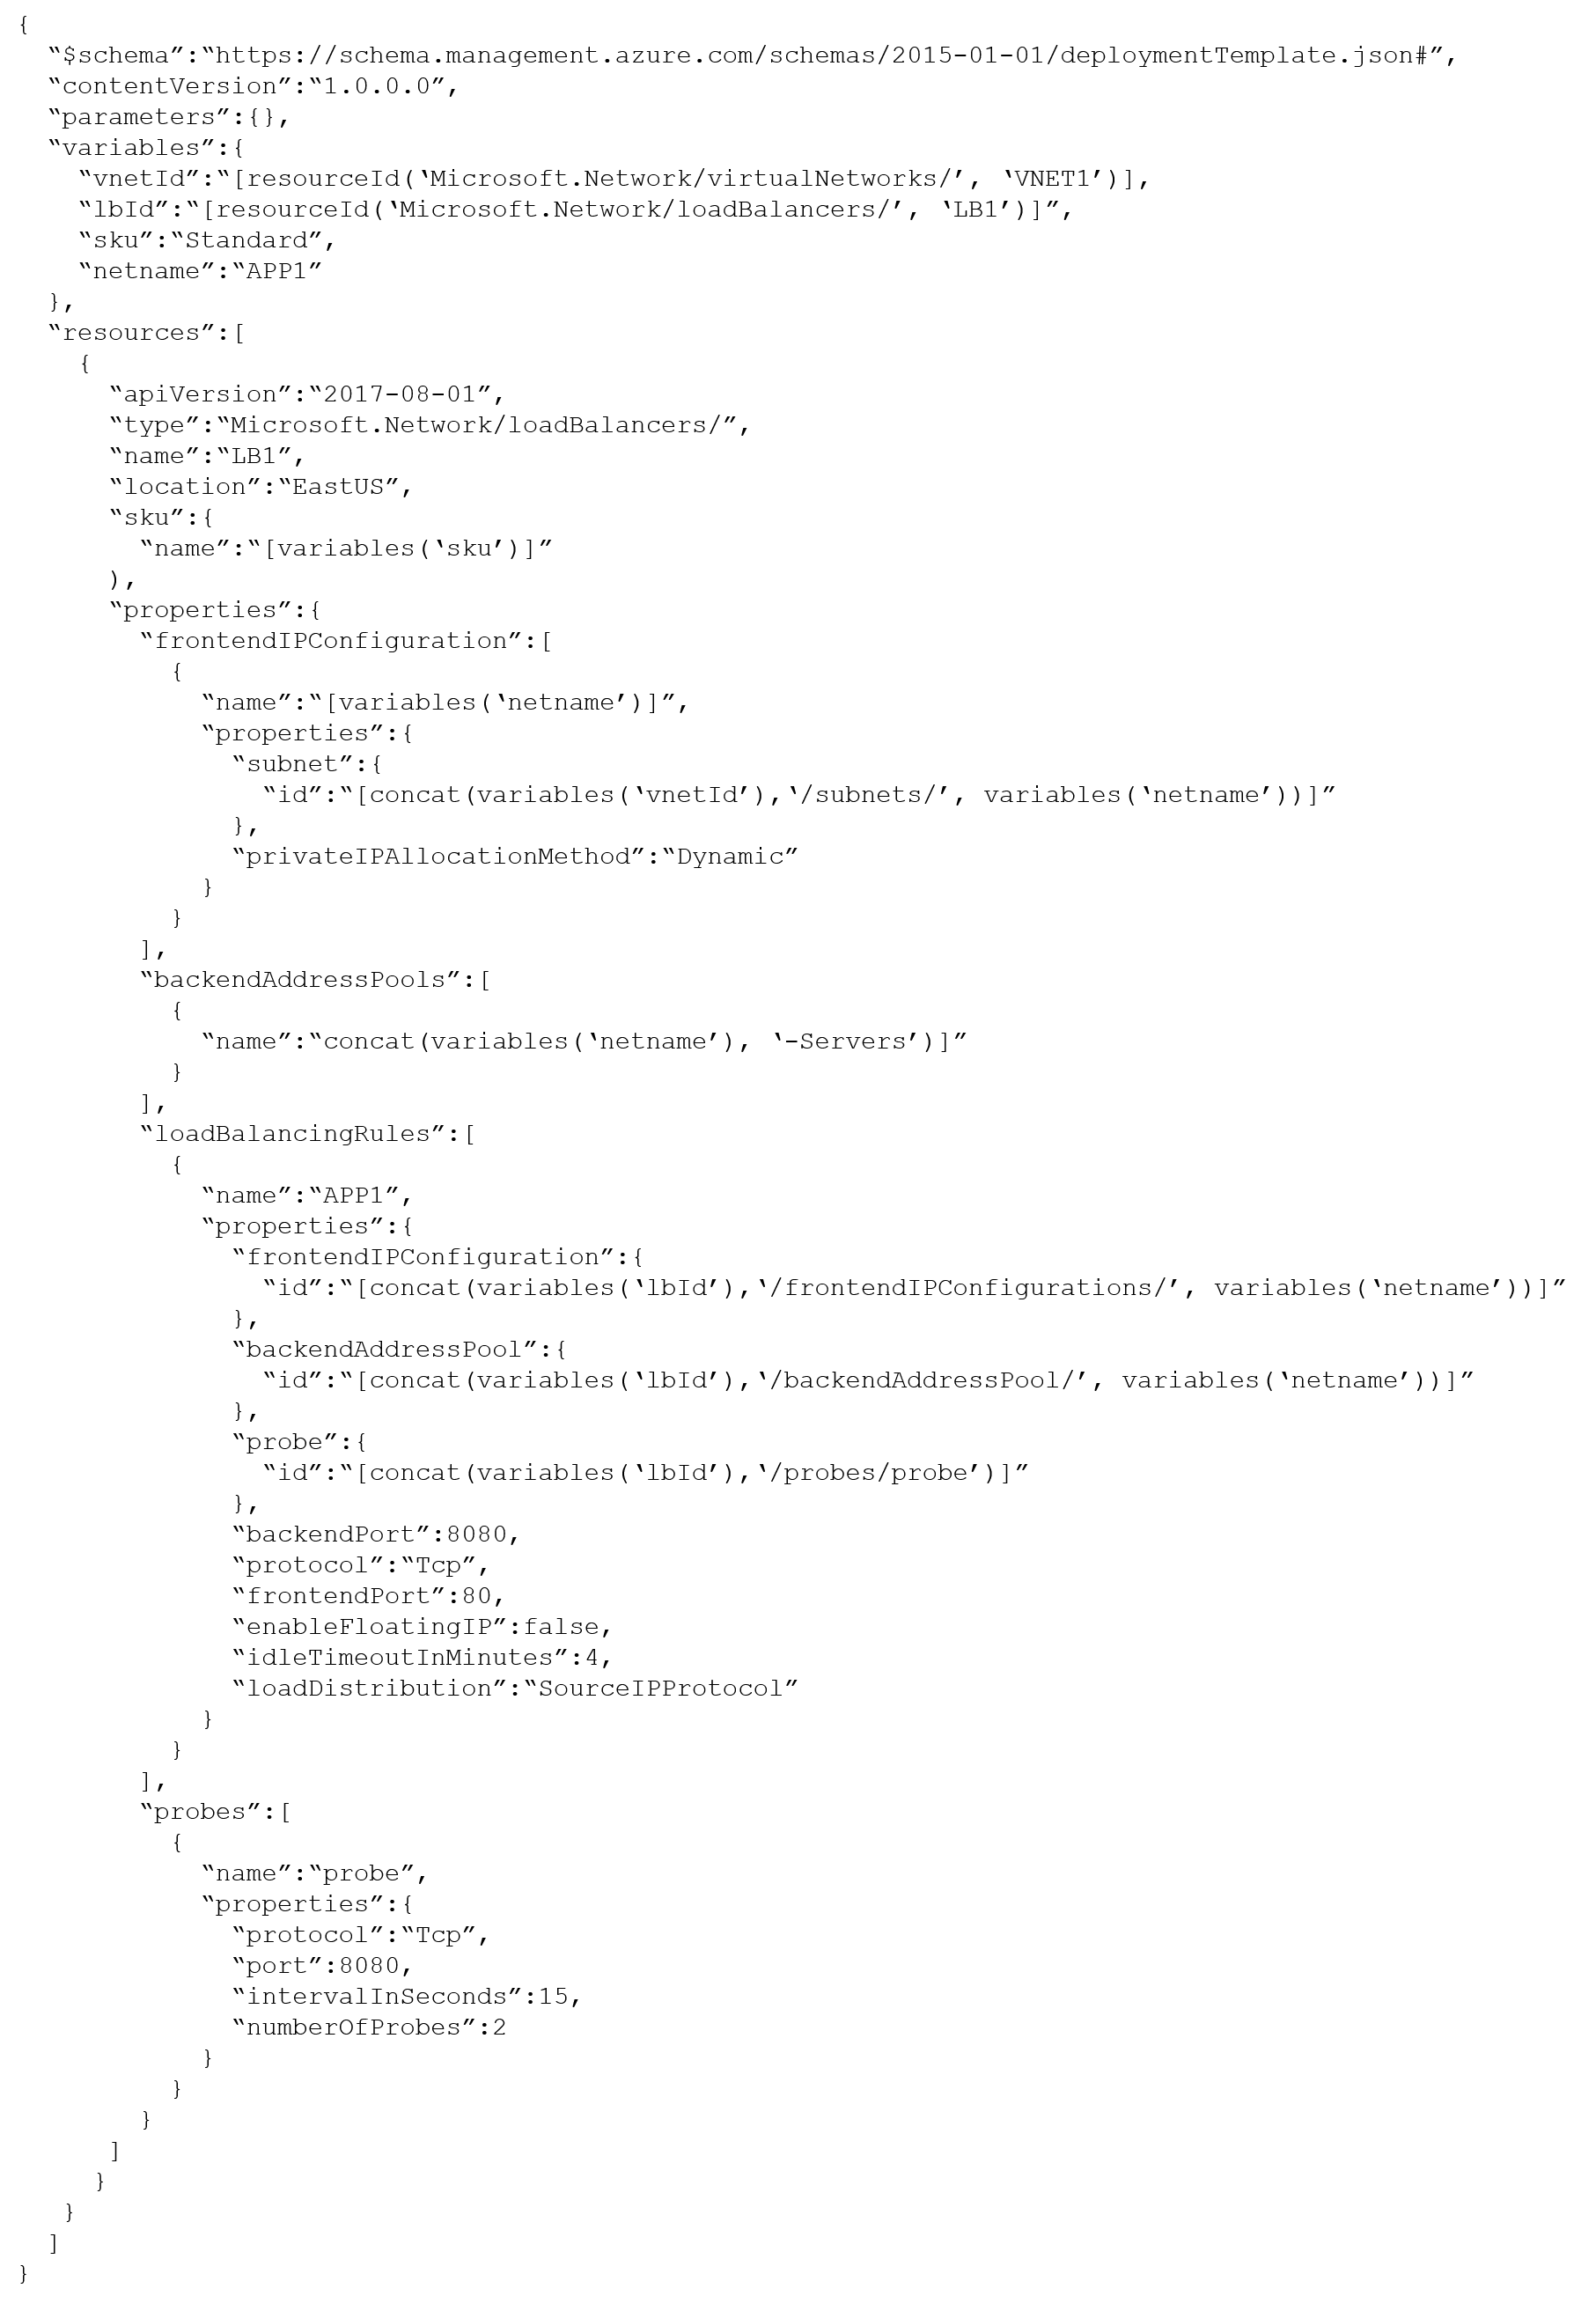 {
“$schema”:“https://schema.management.azure.com/schemas/2015-01-01/deploymentTemplate.json#”,
“contentVersion”:“1.0.0.0”,
“parameters”:{},
“variables”:{
“vnetId”:“[resourceId(‘Microsoft.Network/virtualNetworks/’, ‘VNET1’)],
“lbId”:“[resourceId(‘Microsoft.Network/loadBalancers/’, ‘LB1’)]”,
“sku”:“Standard”,
“netname”:“APP1”
},
“resources”:[
{
“apiVersion”:“2017-08-01”,
“type”:“Microsoft.Network/loadBalancers/”,
“name”:“LB1”,
“location”:“EastUS”,
“sku”:{
“name”:“[variables(‘sku’)]”
),
“properties”:{
“frontendIPConfiguration”:[
{
“name”:“[variables(‘netname’)]”,
“properties”:{
“subnet”:{
“id”:“[concat(variables(‘vnetId’),‘/subnets/’, variables(‘netname’))]”
},
“privateIPAllocationMethod”:“Dynamic”
}
}
],
“backendAddressPools”:[
{
“name”:“concat(variables(‘netname’), ‘-Servers’)]”
}
],
“loadBalancingRules”:[
{
“name”:“APP1”,
“properties”:{
“frontendIPConfiguration”:{
“id”:“[concat(variables(‘lbId’),‘/frontendIPConfigurations/’, variables(‘netname’))]”
},
“backendAddressPool”:{
“id”:“[concat(variables(‘lbId’),‘/backendAddressPool/’, variables(‘netname’))]”
},
“probe”:{
“id”:“[concat(variables(‘lbId’),‘/probes/probe’)]”
},
“backendPort”:8080,
“protocol”:“Tcp”,
“frontendPort”:80,
“enableFloatingIP”:false,
“idleTimeoutInMinutes”:4,
“loadDistribution”:“SourceIPProtocol”
}
}
],
“probes”:[
{
“name”:“probe”,
“properties”:{
“protocol”:“Tcp”,
“port”:8080,
“intervalInSeconds”:15,
“numberOfProbes”:2
}
}
}
]
}
}
]
}